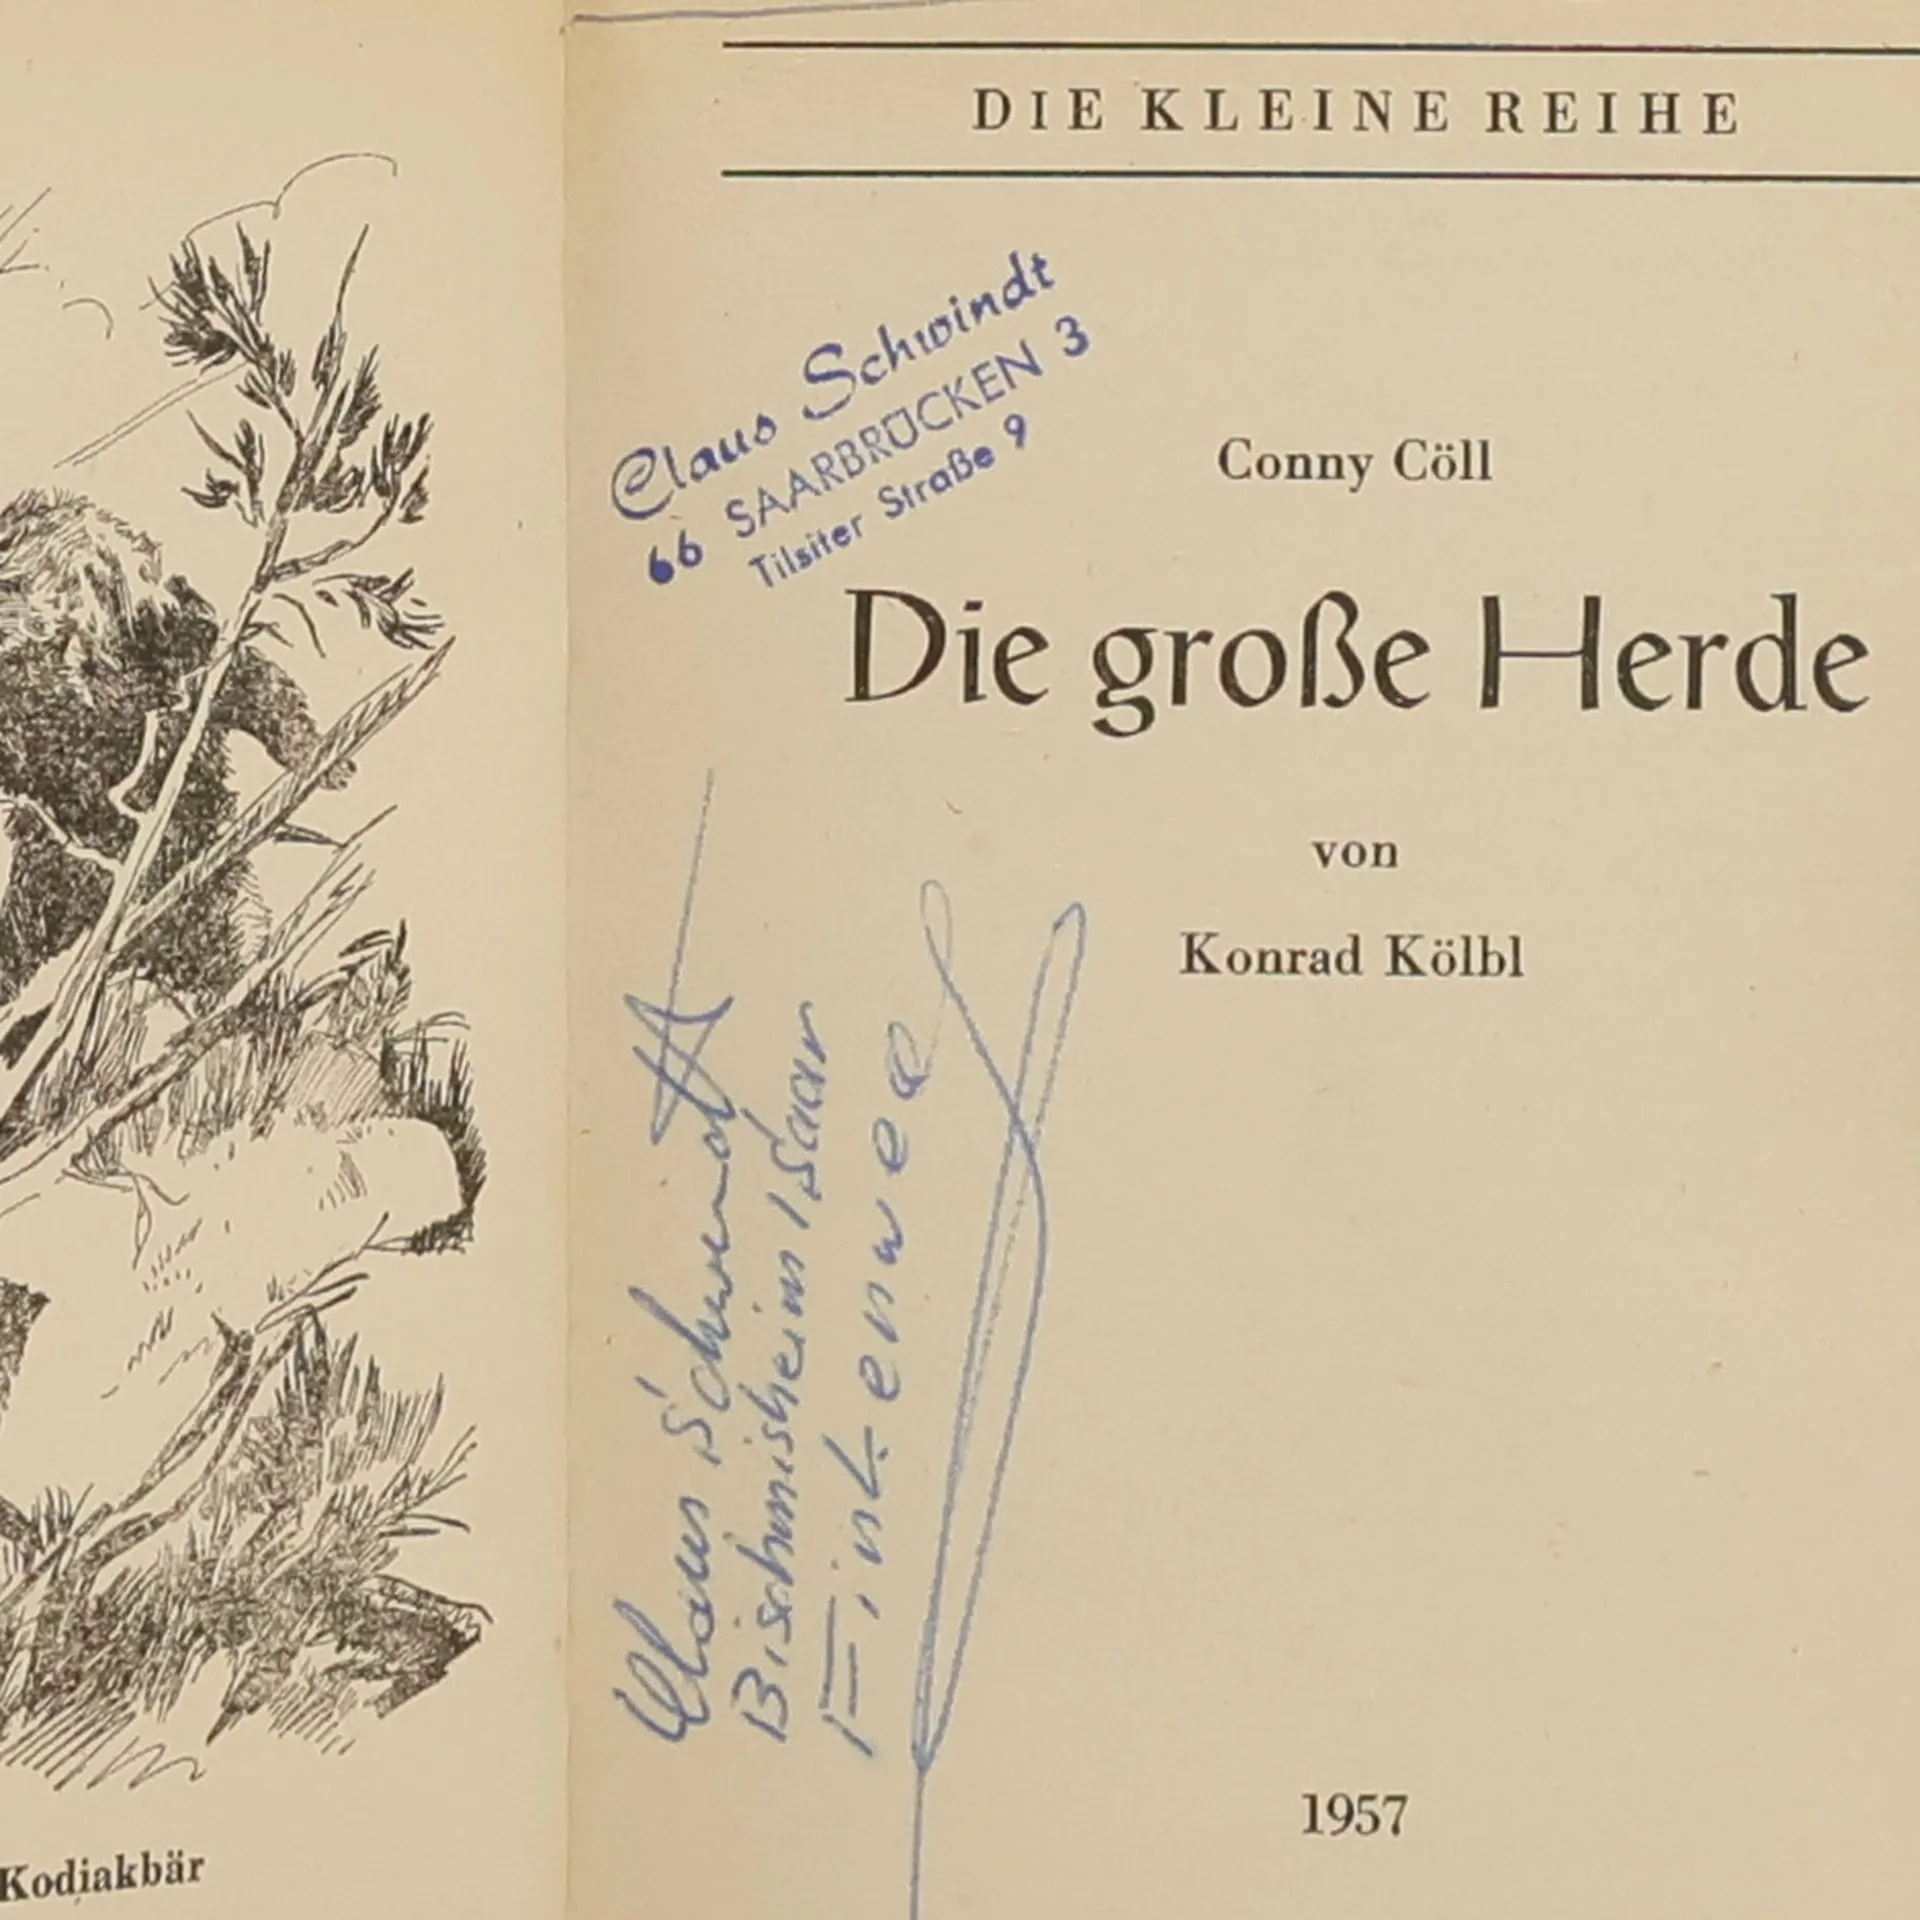 DIE KLEINE REIHE
Claus Schwindt
66 SAARBRÜCKEN 3
Tilsiter Straße 9
Conny Cöll
Die große Herde
von
Konrad Kölbl
Claus Schwindt
Bischmisheim/Saar
Finkenweg
1957
Kodiakbär